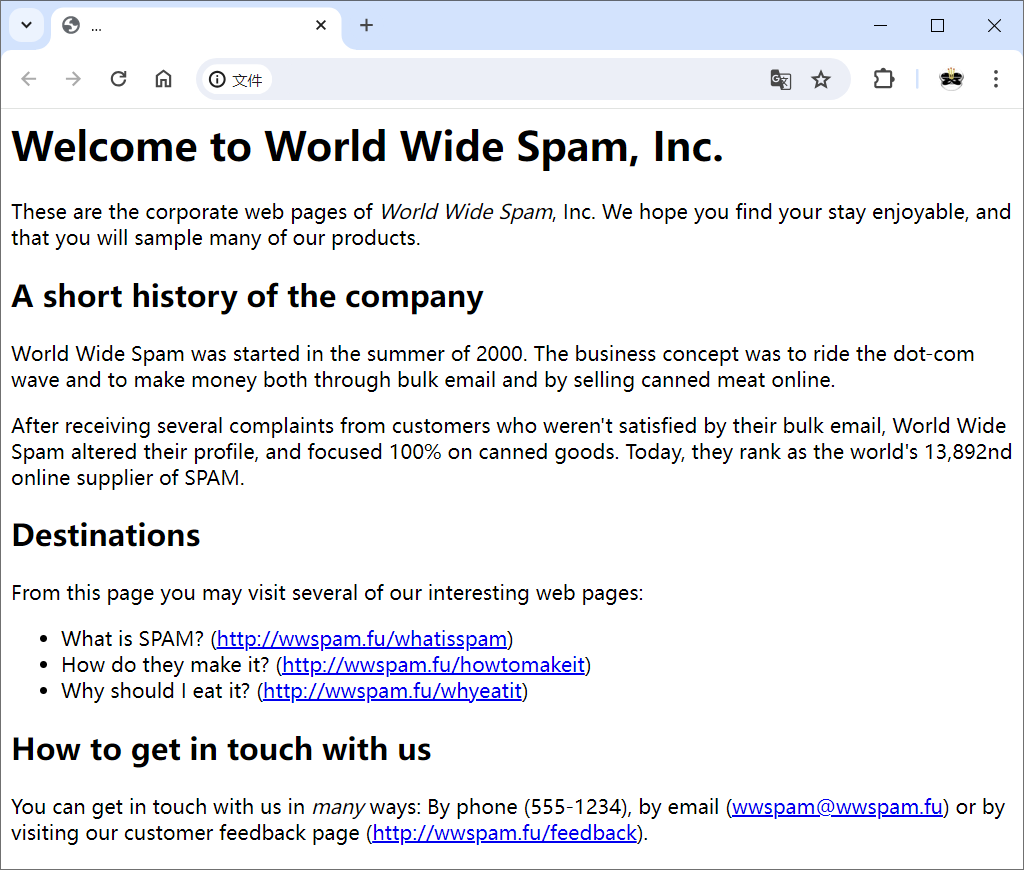 ...
文件
Welcome to World Wide Spam, Inc.
These are the corporate web pages of World Wide Spam, Inc. We hope you find your stay enjoyable, and
that you will sample many of our products.
A short history of the company
World Wide Spam was started in the summer of 2000. The business concept was to ride the dot-com
wave and to make money both through bulk email and by selling canned meat online.
After receiving several complaints from customers who weren't satisfied by their bulk email, World Wide
Spam altered their profile, and focused 100% on canned goods. Today, they rank as the world's 13,892nd
online supplier of SPAM.
Destinations
From this page you may visit several of our interesting web pages:
• What is SPAM? (http://wwspam.fu/whatisspam)
• How do they make it? (http://wwspam.fu/howtomakeit)
• Why should I eat it? (http://wwspam.fu/whyeatit)
How to get in touch with us
You can get in touch with us in many ways: By phone (555-1234), by email (wwspam@wwspam.fu) or by
visiting our customer feedback page (http://wwspam.fu/feedback).